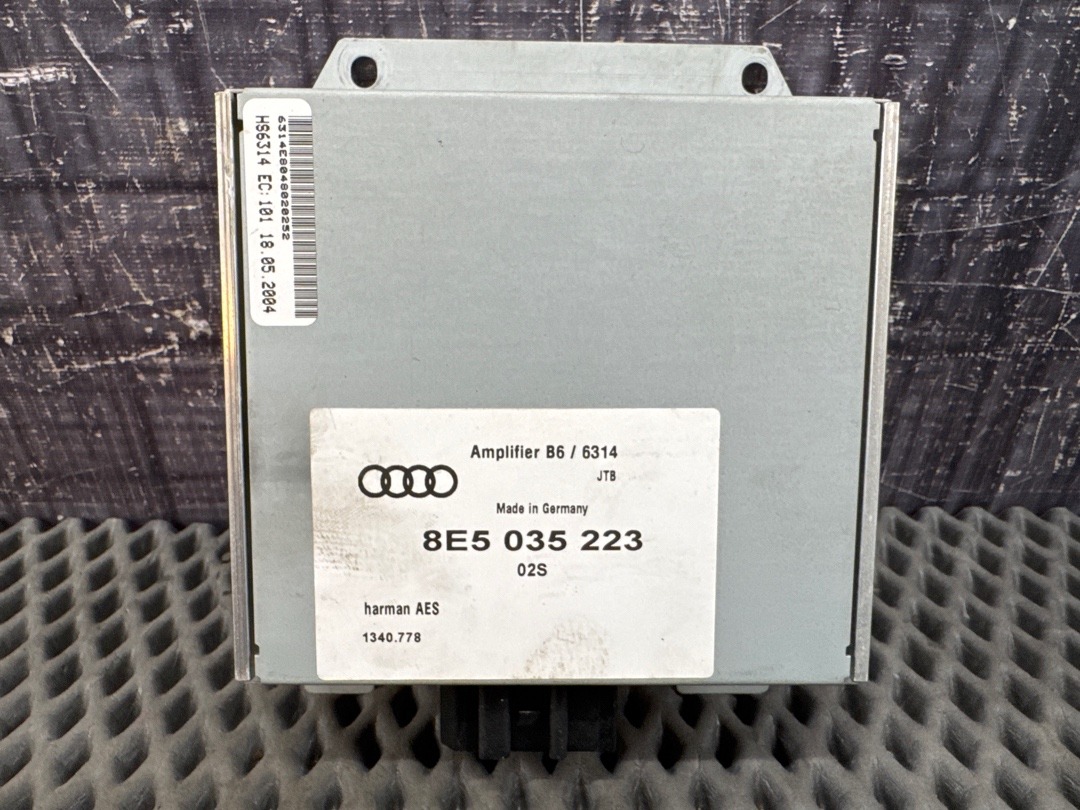 6314E8048020252
HS6314 EC:101 18.05.2004
Amplifier B6 / 6314
JTB
Made in Germany
8E5 035 223
02S
harman AES
1340.778